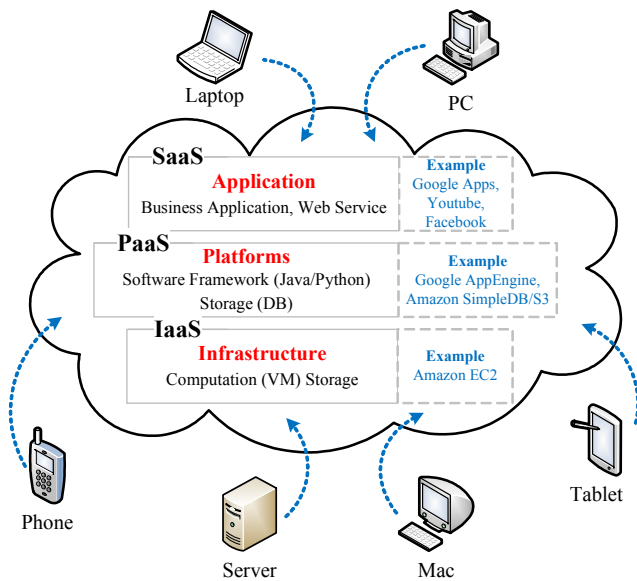 Laptop
PC
SaaS
Application
Business Application, Web Service
Example
Google Apps,
Youtube,
Facebook
PaaS
Platforms
Software Framework (Java/Python)
Storage (DB)
Example
Google AppEngine,
Amazon SimpleDB/S3
IaaS
Infrastructure
Computation (VM) Storage
Example
Amazon EC2
Phone
Server
Mac
Tablet